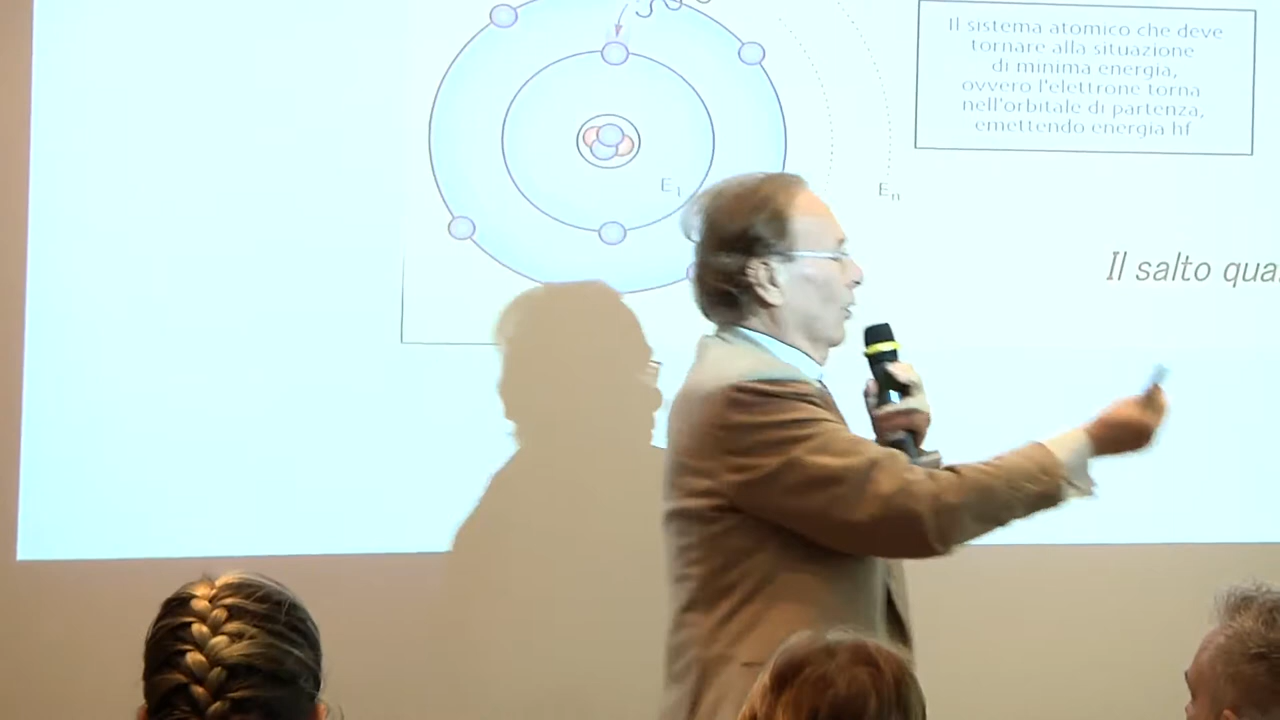 Il sistema atomico che deve
tornare alla situazione
di minima energia,
ovvero l'elettrone torna
nell'orbitale di partenza,
emettendo energia hf
E1
En
Il salto